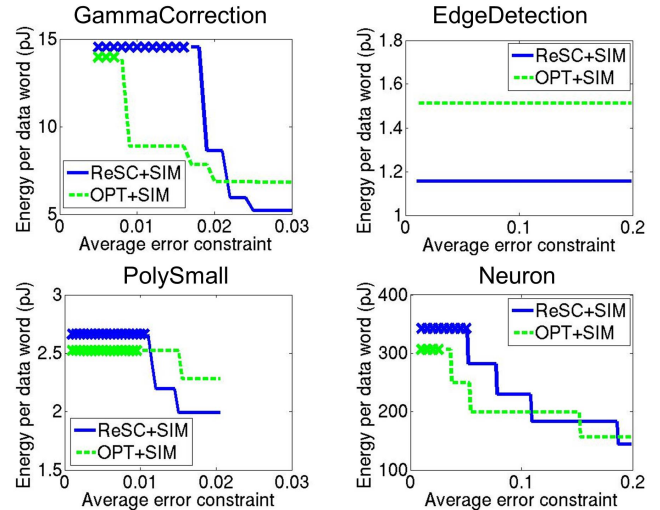 GammaCorrection
Energy per data word (pJ)
15
10
5
ReSC+SIM
OPT+SIM
0
0.01
0.02
0.03
Average error constraint
EdgeDetection
Energy per data word (pJ)
1.8
1.6
1.4
1.2
1
ReSC+SIM
OPT+SIM
0
0.1
0.2
Average error constraint
PolySmall
Energy per data word (pJ)
3
2.5
2
1.5
ReSC+SIM
OPT+SIM
0
0.01
0.02
0.03
Average error constraint
Neuron
Energy per data word (pJ)
400
300
200
100
ReSC+SIM
OPT+SIM
0
0.1
0.2
Average error constraint